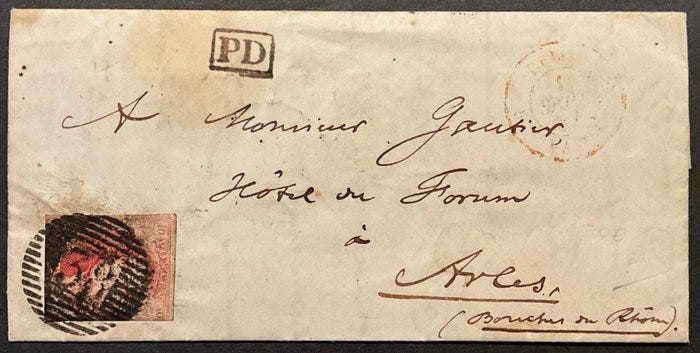 PD
A Monsieur Gautier
Hôtel du Forum
à
Arles,
(Bouches du Rhône)